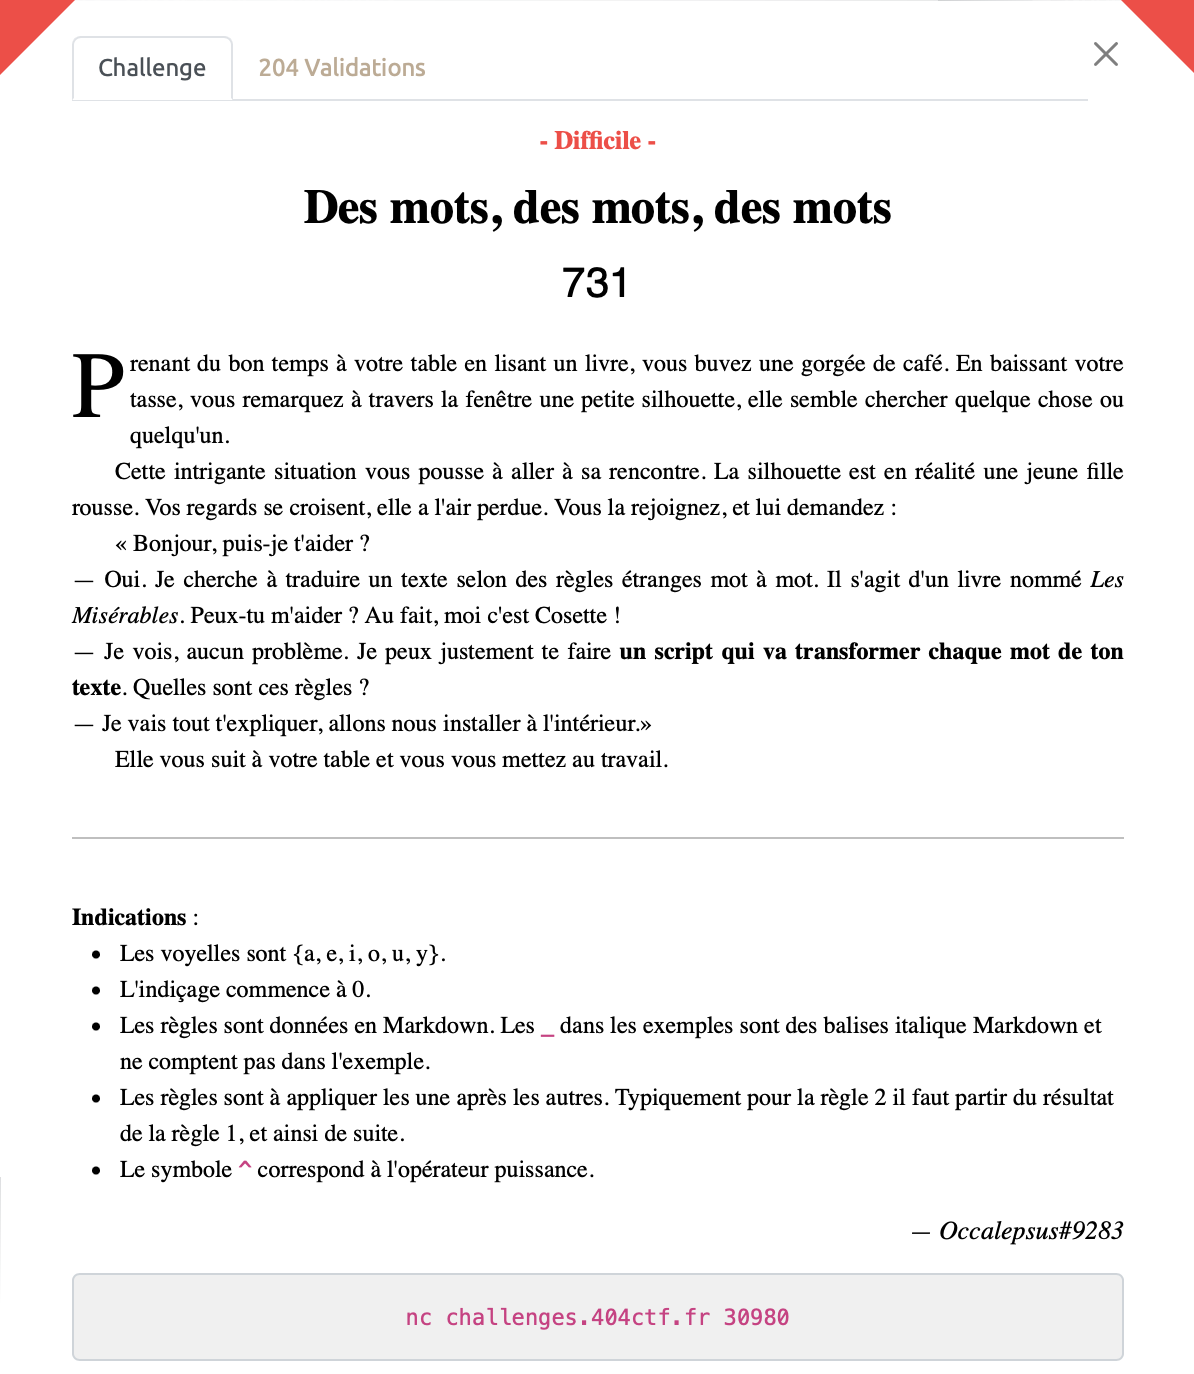 Challenge
204 Validations
- Difficile -
Des mots, des mots, des mots
731
Prenant du bon temps à votre table en lisant un livre, vous buvez une gorgée de café. En baissant votre
tasse, vous remarquez à travers la fenêtre une petite silhouette, elle semble chercher quelque chose ou
quelqu'un.
Cette intrigante situation vous pousse à aller à sa rencontre. La silhouette est en réalité une jeune fille
rousse. Vos regards se croisent, elle a l'air perdue. Vous la rejoignez, et lui demandez :
« Bonjour, puis-je t'aider ?
— Oui. Je cherche à traduire un texte selon des règles étranges mot à mot. Il s'agit d'un livre nommé Les
Misérables. Peux-tu m'aider ? Au fait, moi c'est Cosette !
— Je vois, aucun problème. Je peux justement te faire un script qui va transformer chaque mot de ton
texte. Quelles sont ces règles ?
— Je vais tout t'expliquer, allons nous installer à l'intérieur.»
Elle vous suit à votre table et vous vous mettez au travail.
Indications :
• Les voyelles sont {a, e, i, o, u, y}.
• L'indiçage commence à 0.
• Les règles sont données en Markdown. Les _ dans les exemples sont des balises italique Markdown et
ne comptent pas dans l'exemple.
• Les règles sont à appliquer les une après les autres. Typiquement pour la règle 2 il faut partir du résultat
de la règle 1, et ainsi de suite.
• Le symbole ^ correspond à l'opérateur puissance.
— Occalepsus#9283
nc challenges.404ctf.fr 30980